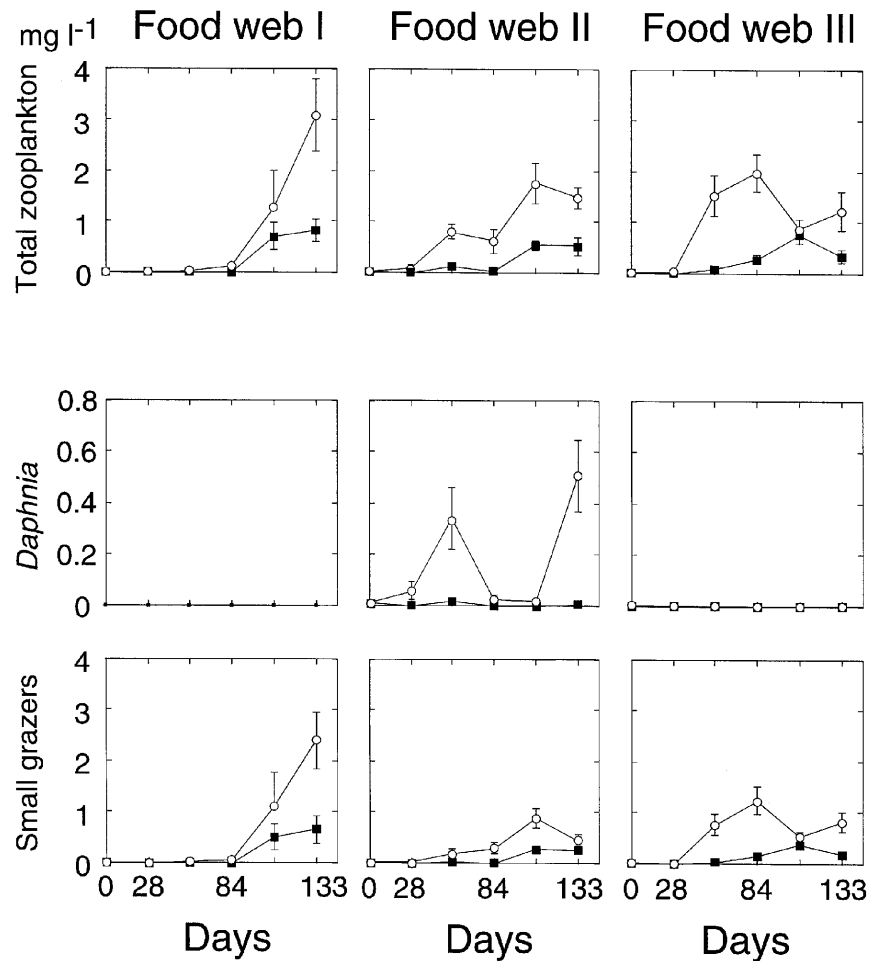 mg l-1 Food web I Food web II Food web III
Total zooplankton
4
3
2
1
0
Daphnia
0.8
0.6
0.4
0.2
0
Small grazers
4
3
2
1
0
0 28 84 133 0 28 84 133 0 28 84 133
Days Days Days